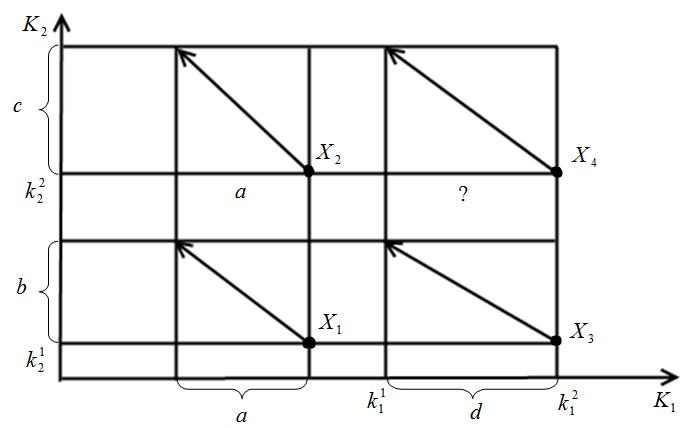 K₂
c
X₂
X₄
k₂²
a
?
b
X₁
X₃
k₂¹
a
k₁¹
d
k₁²
K₁